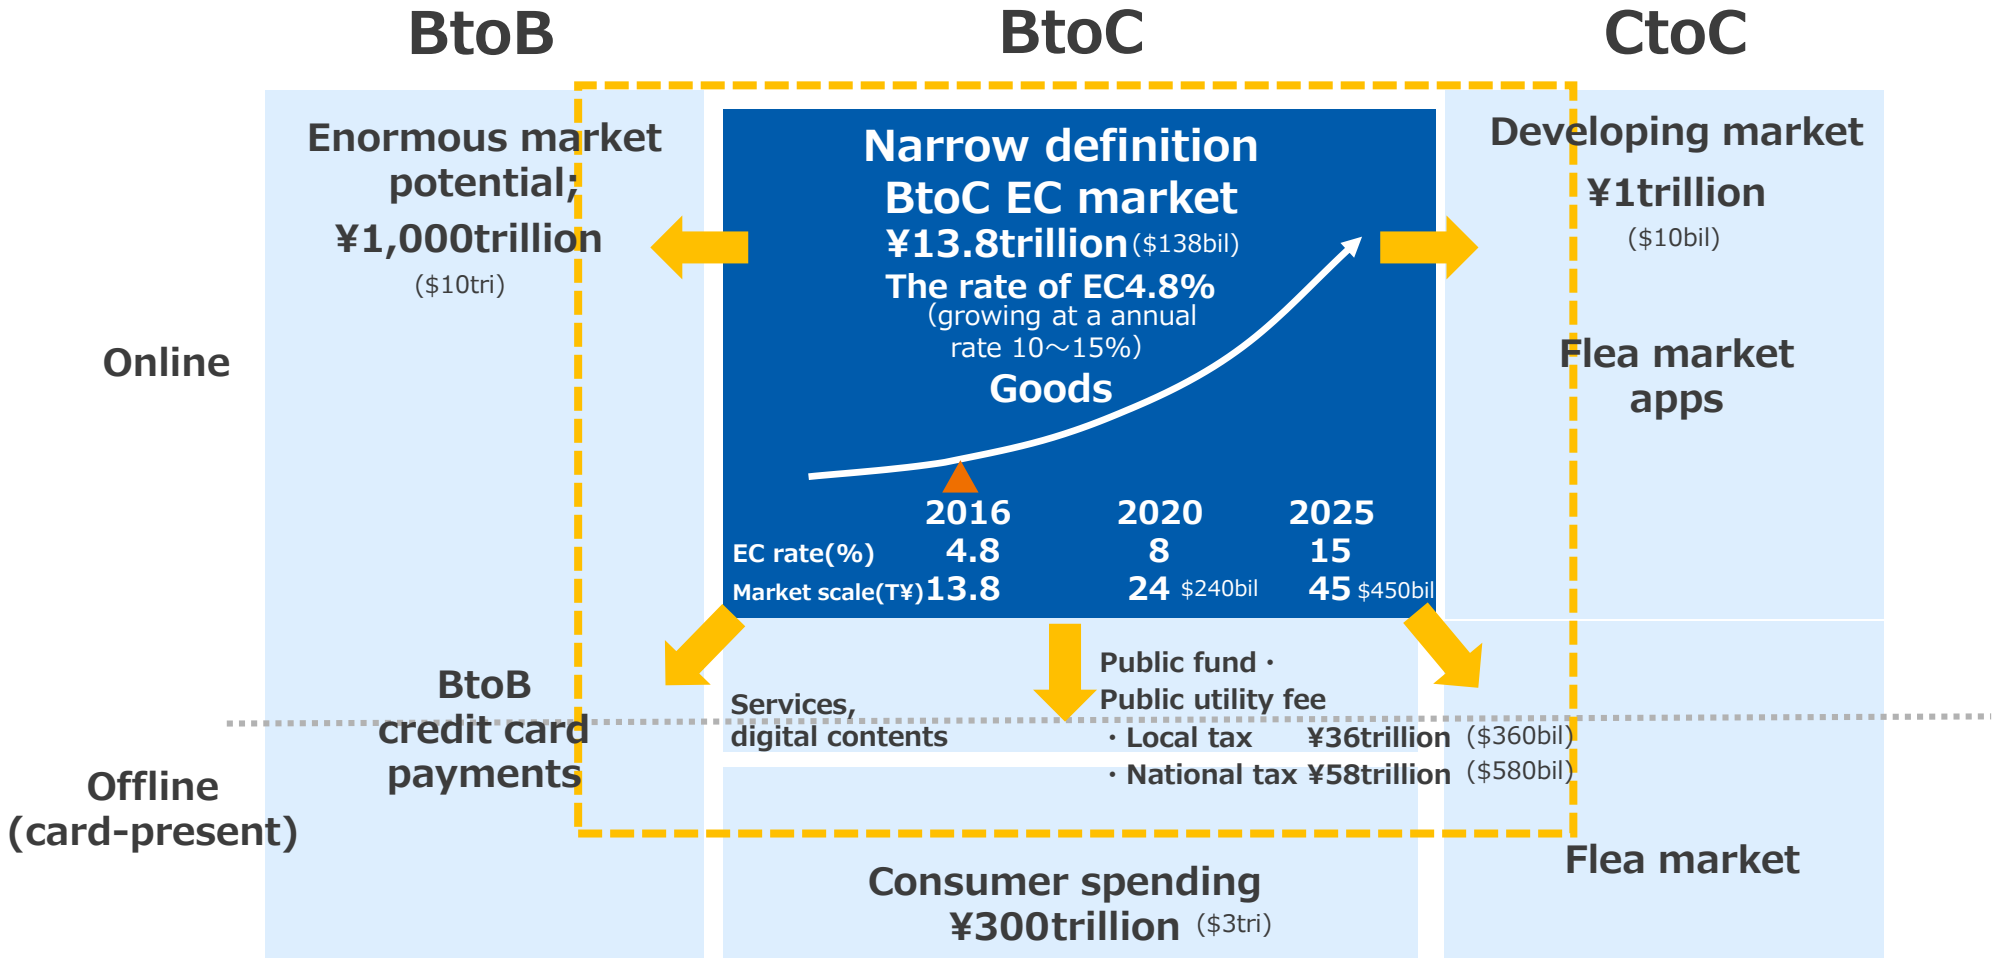 BtoB
BtoC
CtoC
Enormous market
potential;
¥1,000trillion
($10tri)
Narrow definition
BtoC EC market
¥13.8trillion($138bil)
The rate of EC4.8%
（growing at a annual
rate 10～15%）
Goods
2016 2020 2025
EC rate(%) 4.8 8 15
Market scale(T¥) 13.8 24 $240bil 45 $450bil
Developing market
¥1trillion
($10bil)
Flea market
apps
Online
BtoB
credit card
payments
Services,
digital contents
Public fund・
Public utility fee
・Local tax ¥36trillion ($360bil)
・National tax ¥58trillion ($580bil)
Offline
(card-present)
Consumer spending
¥300trillion ($3tri)
Flea market